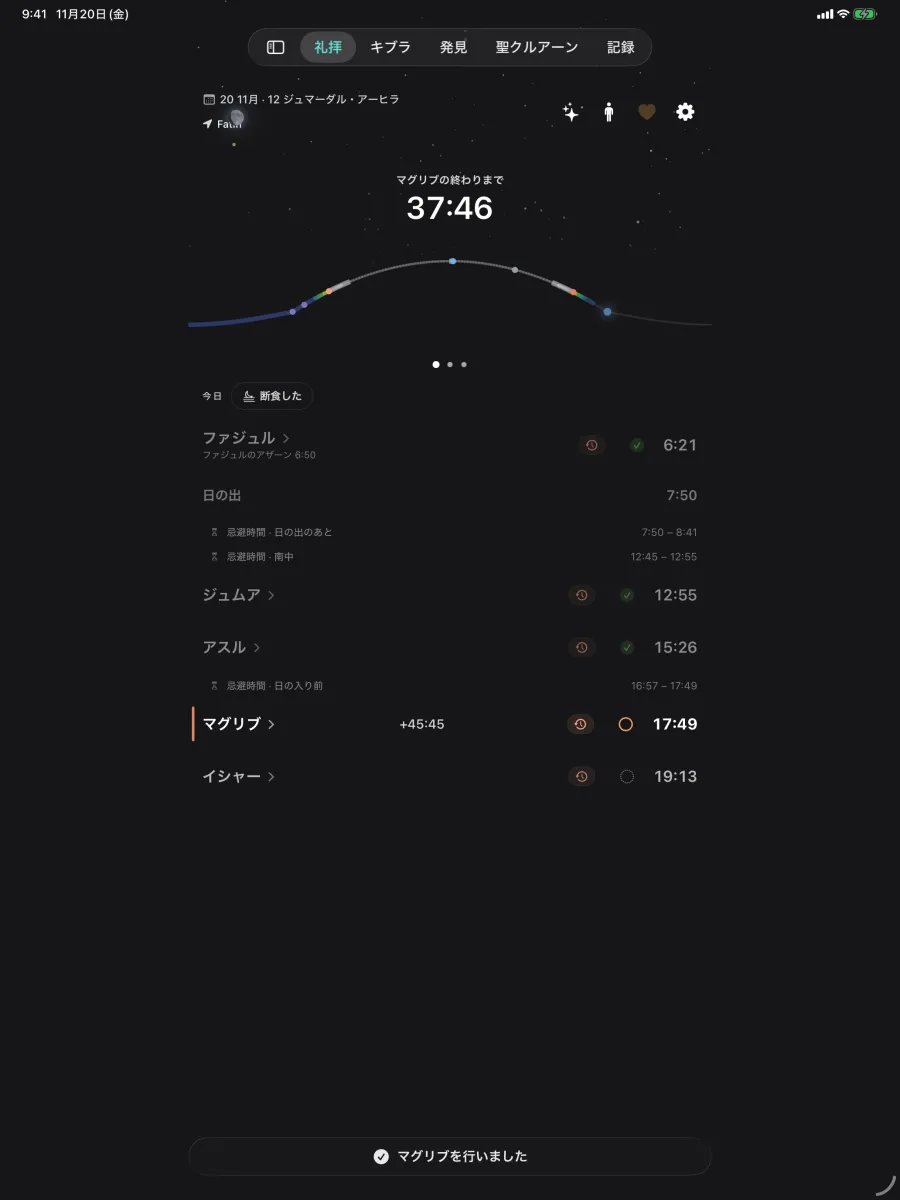 9:41 11月20日(金)
礼拝 キブラ 発見 聖クルアーン 記録
20 11月 · 12 ジュマーダル・アーヒラ
Fatih
マグリブの終わりまで
37:46
今日 断食した
ファジュル 6:21
ファジュルのアザーン 6:50
日の出 7:50
忌避時間 · 日の出のあと 7:50 – 8:41
忌避時間 · 南中 12:45 – 12:55
ジュムア 12:55
アスル 15:26
忌避時間 · 日の入り前 16:57 – 17:49
マグリブ +45:45 17:49
イシャー 19:13
マグリブを行いました